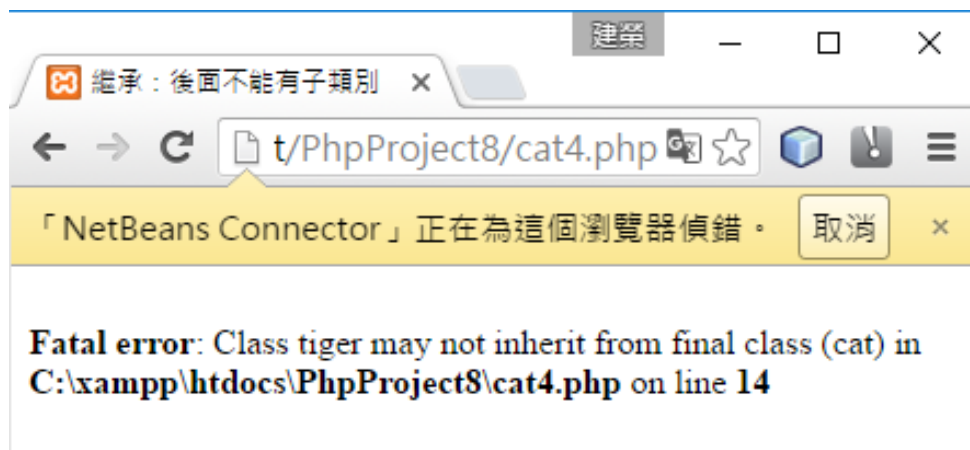 建榮
繼承：後面不能有子類別
t/PhpProject8/cat4.php
「NetBeans Connector」正在為這個瀏覽器偵錯。 取消
Fatal error: Class tiger may not inherit from final class (cat) in
C:\xampp\htdocs\PhpProject8\cat4.php on line 14